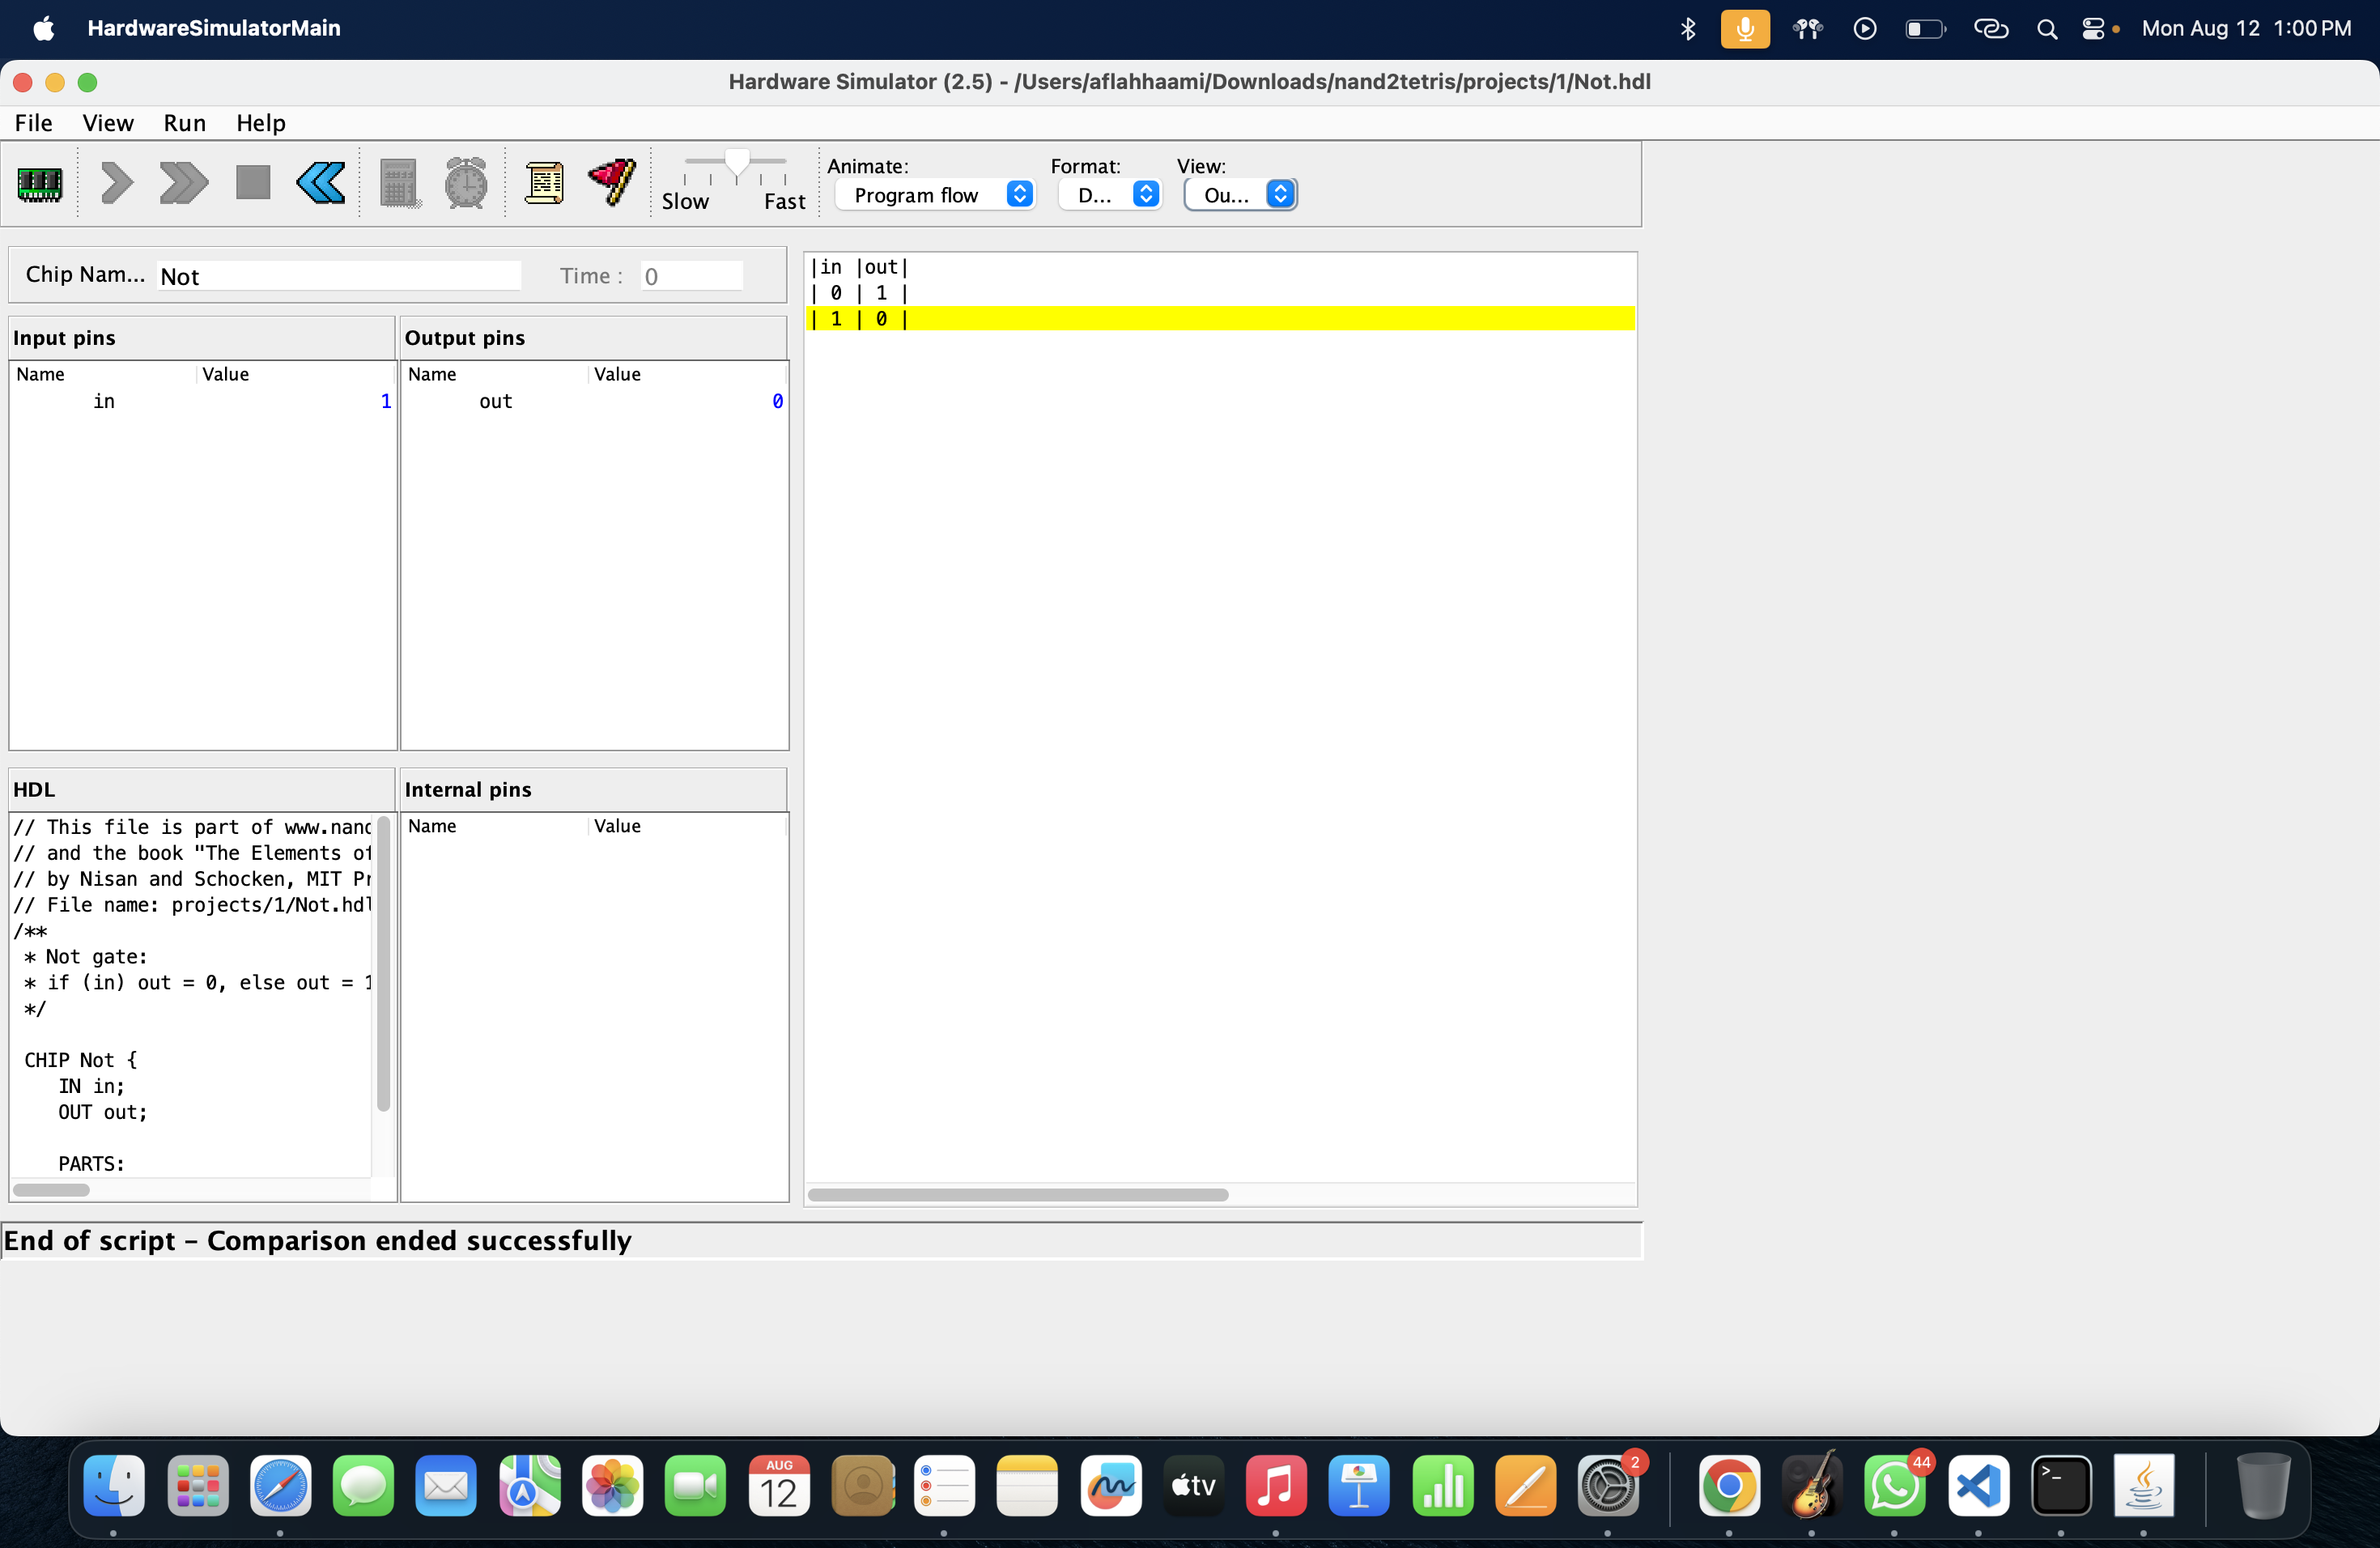 HardwareSimulatorMain
Mon Aug 12 1:00 PM
Hardware Simulator (2.5) - /Users/aflahhaami/Downloads/nand2tetris/projects/1/Not.hdl
File View Run Help
Slow Fast
Animate: Format: View:
Program flow D... Ou...
Chip Nam... Not Time : 0
Input pins
Name Value
in 1
Output pins
Name Value
out 0
|in |out|
| 0 | 1 |
| 1 | 0 |
HDL
// This file is part of www.nand
// and the book "The Elements of
// by Nisan and Schocken, MIT Pr
// File name: projects/1/Not.hdl
/**
* Not gate:
* if (in) out = 0, else out = 1
*/
CHIP Not {
IN in;
OUT out;
PARTS:
Internal pins
Name Value
End of script – Comparison ended successfully
AUG
12
tv
2
44
>_